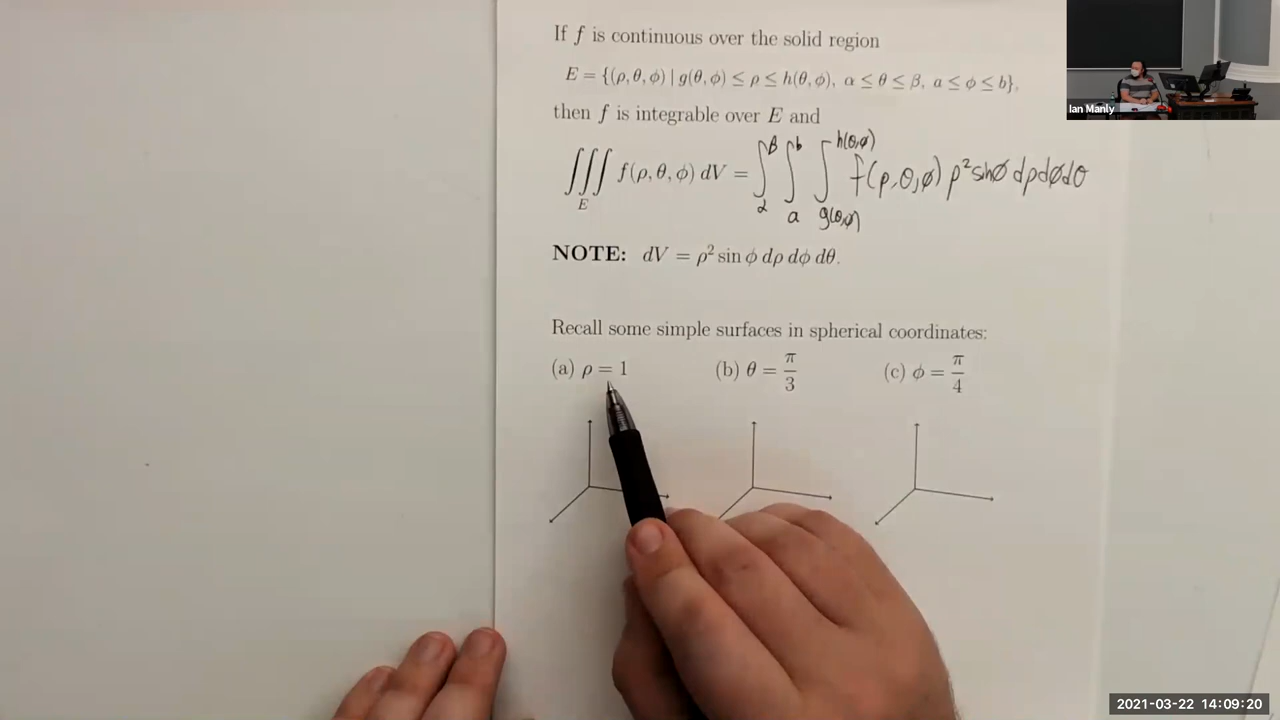 If f is continuous over the solid region
E = {(ρ, θ, φ) | g(θ, φ) ≤ ρ ≤ h(θ, φ), α ≤ θ ≤ β, a ≤ φ ≤ b},
then f is integrable over E and
∭_E f(ρ, θ, φ) dV = ∫_α^β ∫_a^b ∫_{g(θ,φ)}^{h(θ,φ)} f(ρ, θ, φ) ρ² sinφ dρ dφ dθ
NOTE: dV = ρ² sin φ dρ dφ dθ.
Recall some simple surfaces in spherical coordinates:
(a) ρ = 1 (b) θ = π/3 (c) φ = π/4
Ian Manly
2021-03-22 14:09:20